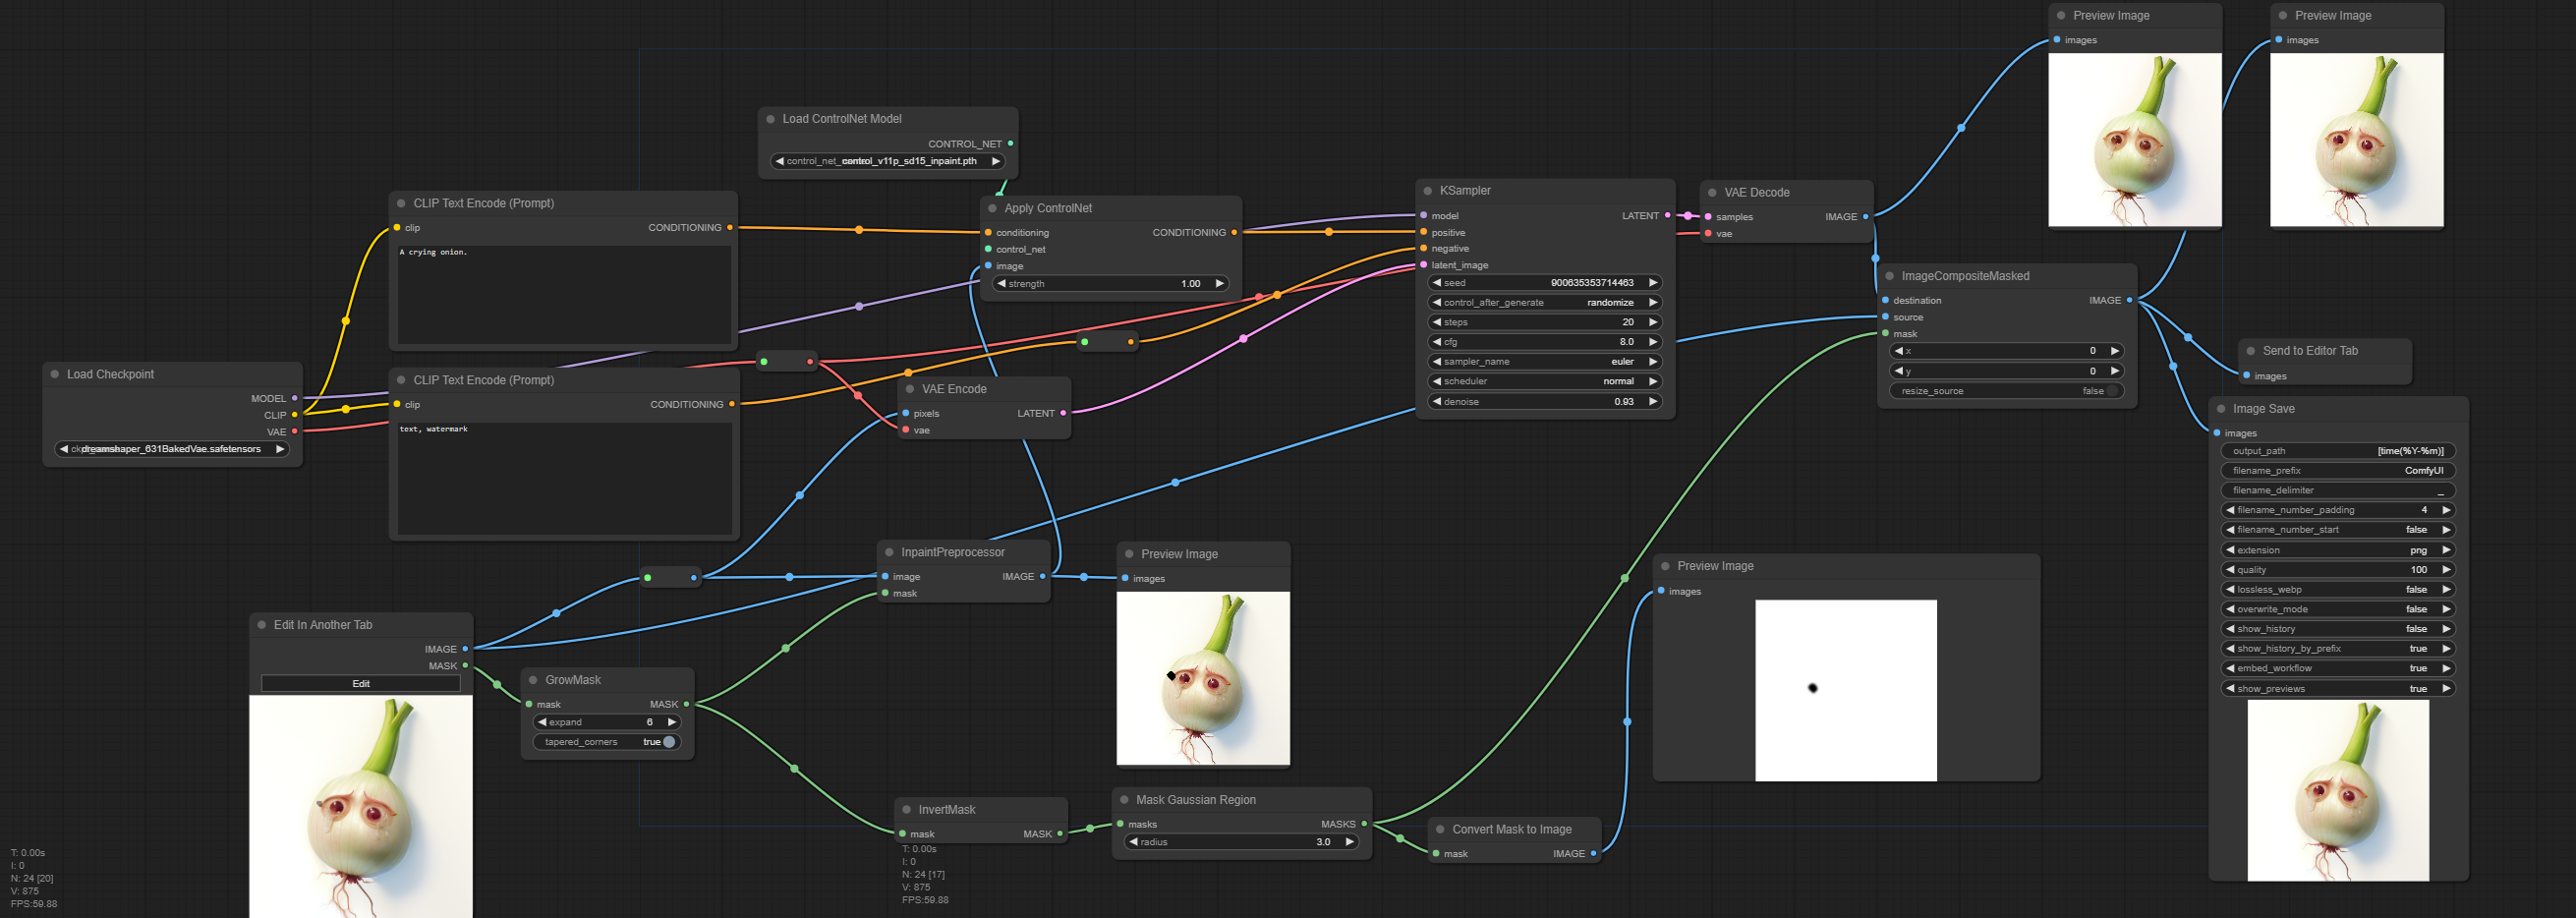 Preview Image
images
Preview Image
images
Load ControlNet Model
CONTROL_NET
control_v11p_sd15_inpaint.pth
CLIP Text Encode (Prompt)
clip
CONDITIONING
A crying onion.
Apply ControlNet
conditioning
CONDITIONING
control_net
image
strength
1.00
KSampler
model
LATENT
positive
negative
latent_image
seed
900635353714463
control_after_generate
randomize
steps
20
cfg
8.0
sampler_name
euler
scheduler
normal
denoise
0.93
VAE Decode
samples
IMAGE
vae
ImageCompositeMasked
destination
IMAGE
source
mask
x
0
y
0
resize_source
false
Send to Editor Tab
images
Load Checkpoint
MODEL
CLIP
VAE
dreamshaper_631BakedVae.safetensors
CLIP Text Encode (Prompt)
clip
CONDITIONING
text, watermark
VAE Encode
pixels
LATENT
vae
Image Save
images
output_path
[time(%Y-%m)]
filename_prefix
ComfyUI
filename_delimiter
_
filename_number_padding
4
filename_number_start
false
extension
png
quality
100
lossless_webp
false
overwrite_mode
false
show_history
false
show_history_by_prefix
true
embed_workflow
true
show_previews
true
InpaintPreprocessor
image
IMAGE
mask
Preview Image
images
Preview Image
images
Edit In Another Tab
IMAGE
MASK
Edit
GrowMask
mask
MASK
expand
6
tapered_corners
true
InvertMask
mask
MASK
Mask Gaussian Region
masks
MASKS
radius
3.0
Convert Mask to Image
mask
IMAGE
T: 0.00s
I: 0
N: 24 [20]
V: 875
FPS:59.88
T: 0.00s
I: 0
N: 24 [17]
V: 875
FPS:59.88